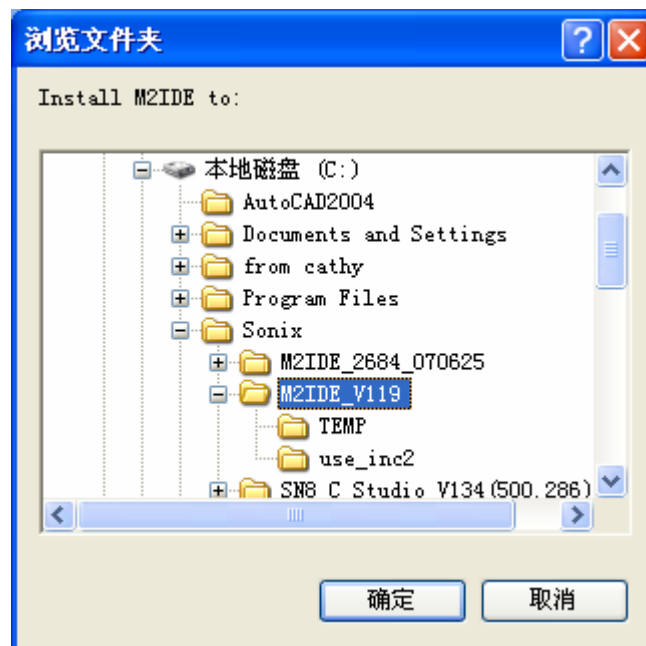 浏览文件夹
Install M2IDE to:
本地磁盘 (C:)
AutoCAD2004
Documents and Settings
from cathy
Program Files
Sonix
M2IDE_2684_070625
M2IDE_V119
TEMP
use_inc2
SN8 C Studio V134(500.286)
确定 取消